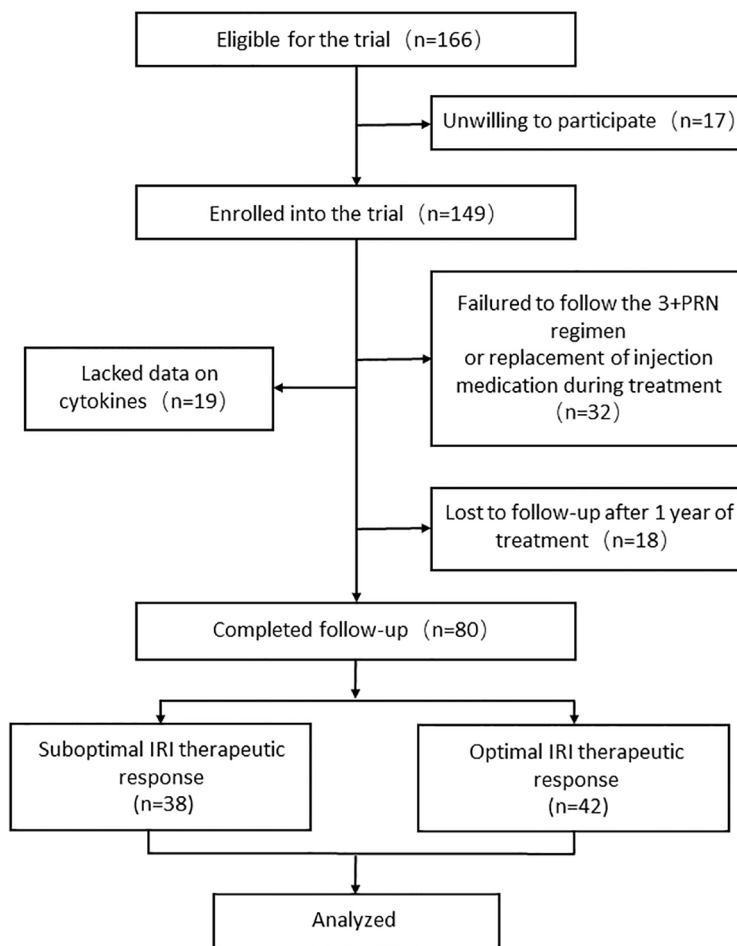 Eligible for the trial（n=166）
Unwilling to participate（n=17）
Enrolled into the trial（n=149）
Failured to follow the 3+PRN
regimen
or replacement of injection
medication during treatment
（n=32）
Lacked data on
cytokines（n=19）
Lost to follow-up after 1 year of
treatment（n=18）
Completed follow-up（n=80）
Suboptimal IRI therapeutic
response
(n=38)
Optimal IRI therapeutic
response
(n=42)
Analyzed